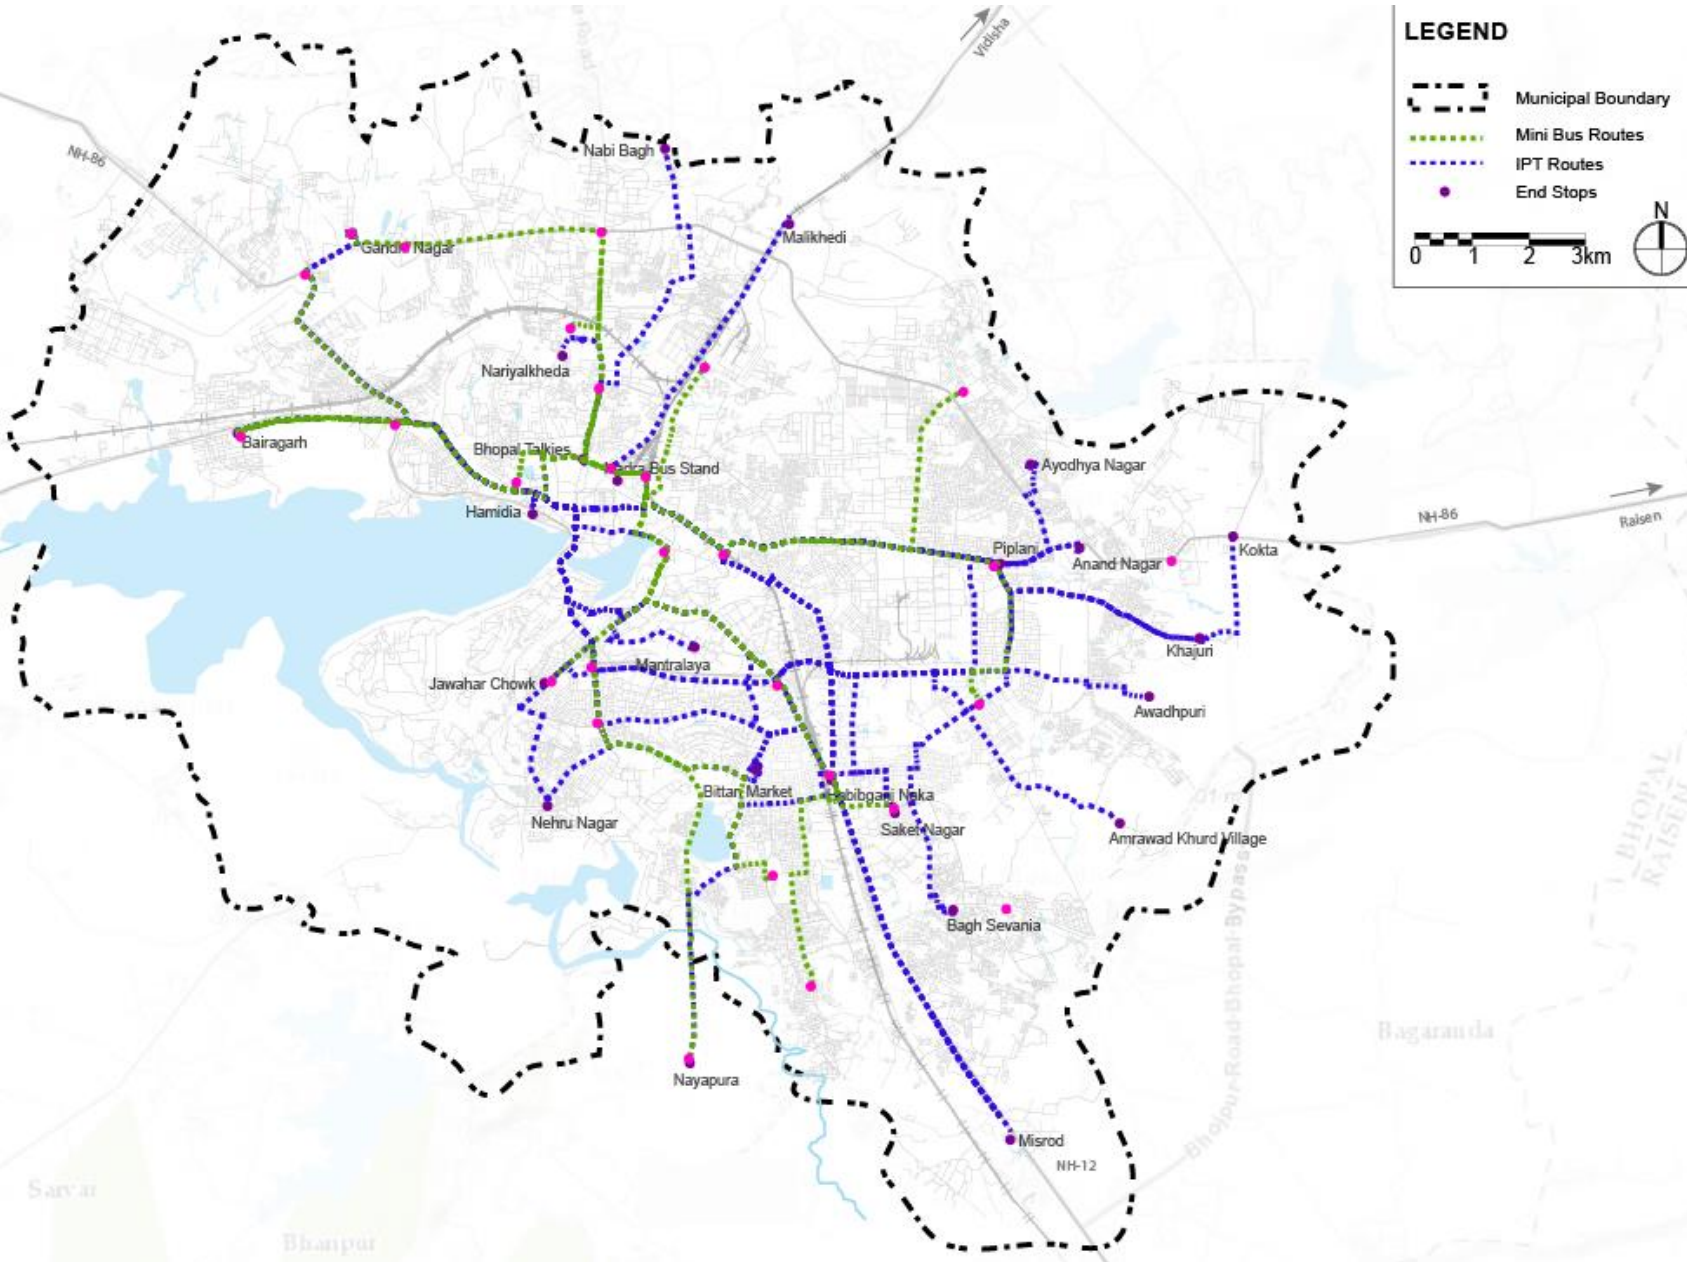 LEGEND
Municipal Boundary
Mini Bus Routes
IPT Routes
End Stops
N
0 1 2 3km
Vidisha
NH-86
Nabi Bagh
Malikhedi
Gandhi Nagar
Nariyalkheda
Bairagarh
Bhopal Talkies
Nadra Bus Stand
Ayodhya Nagar
Hamidia
NH-86
Raisen
Piplani
Anand Nagar
Kokta
Khajuri
Mantralaya
Jawahar Chowk
Awadhpuri
Bittan Market
Habibganj Naka
Nehru Nagar
Saket Nagar
Amrawad Khurd Village
BHOPAL
RAISEN
Bagh Sevania
Bhojpur-Road-Bhopal-Bypass
Bagaranda
Nayapura
Misrod
NH-12
Sarvar
Bhanpur